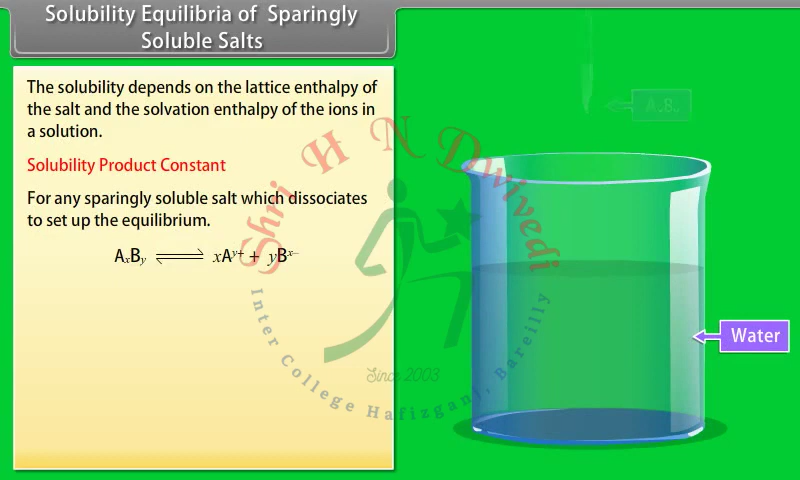 Solubility Equilibria of Sparingly
Soluble Salts
The solubility depends on the lattice enthalpy of
the salt and the solvation enthalpy of the ions in
a solution.
Solubility Product Constant
For any sparingly soluble salt which dissociates
to set up the equilibrium.
AₓBᵧ ⇌ xAʸ⁺ + yBˣ⁻
AₓBᵧ
Water
Shri H N Dwivedi
Inter College Hafizganj, Bareilly
Since 2003